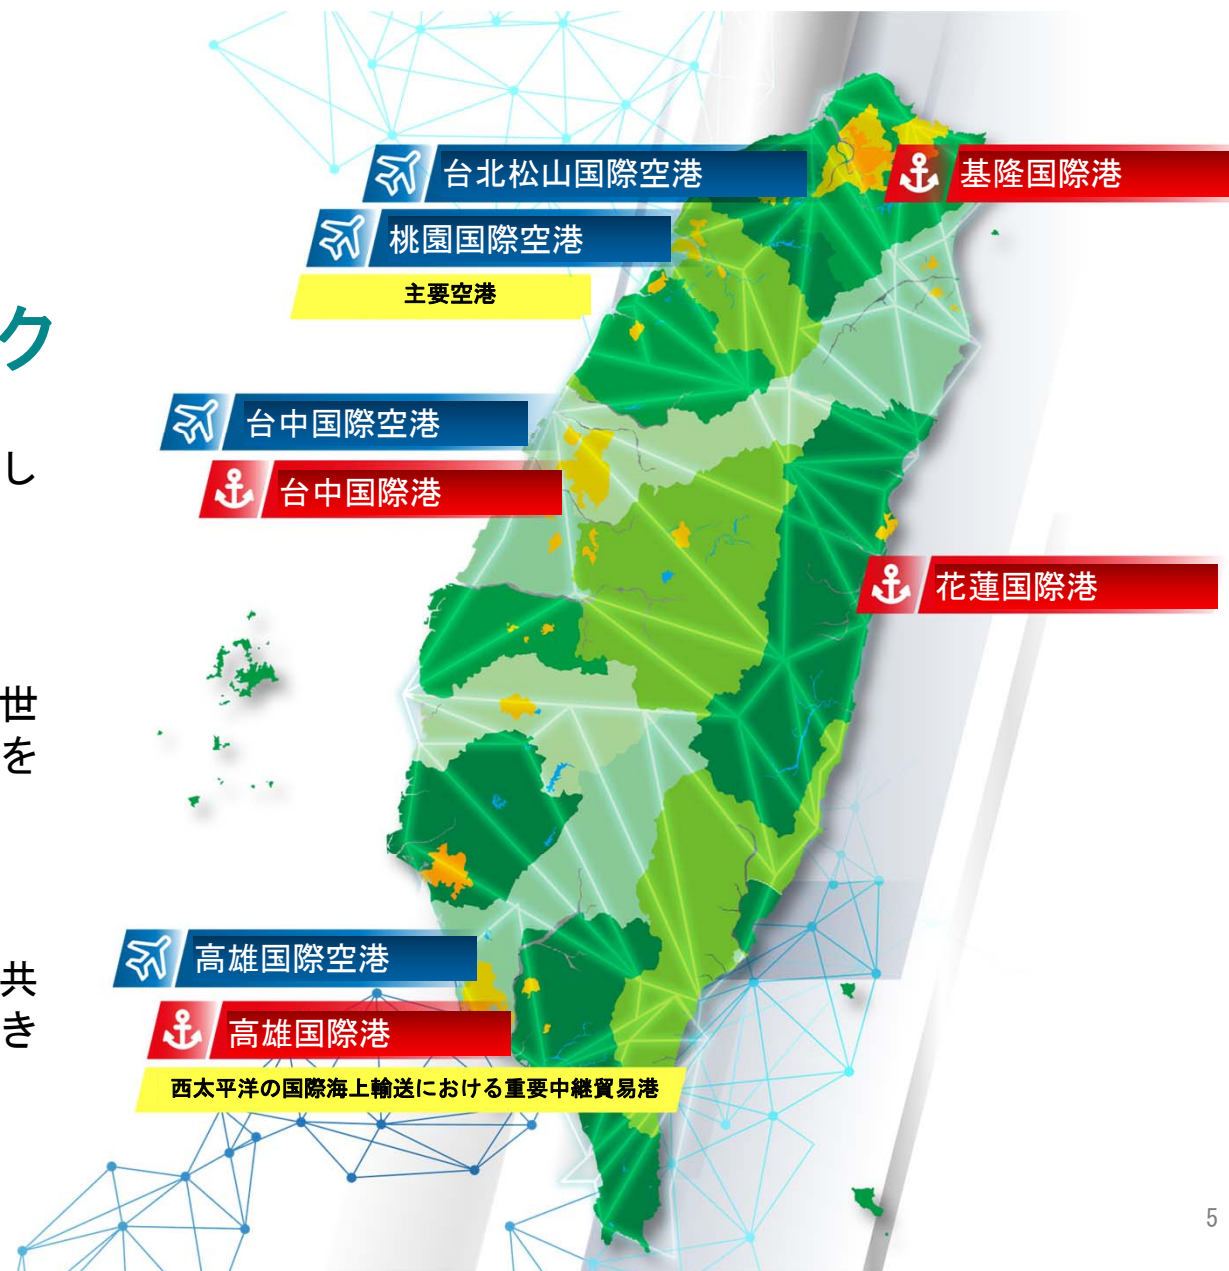 台北松山国際空港
基隆国際港
桃園国際空港
主要空港
ク
台中国際空港
し
台中国際港
花蓮国際港
世
を
高雄国際空港
共
き
高雄国際港
西太平洋の国際海上輸送における重要中継貿易港
5